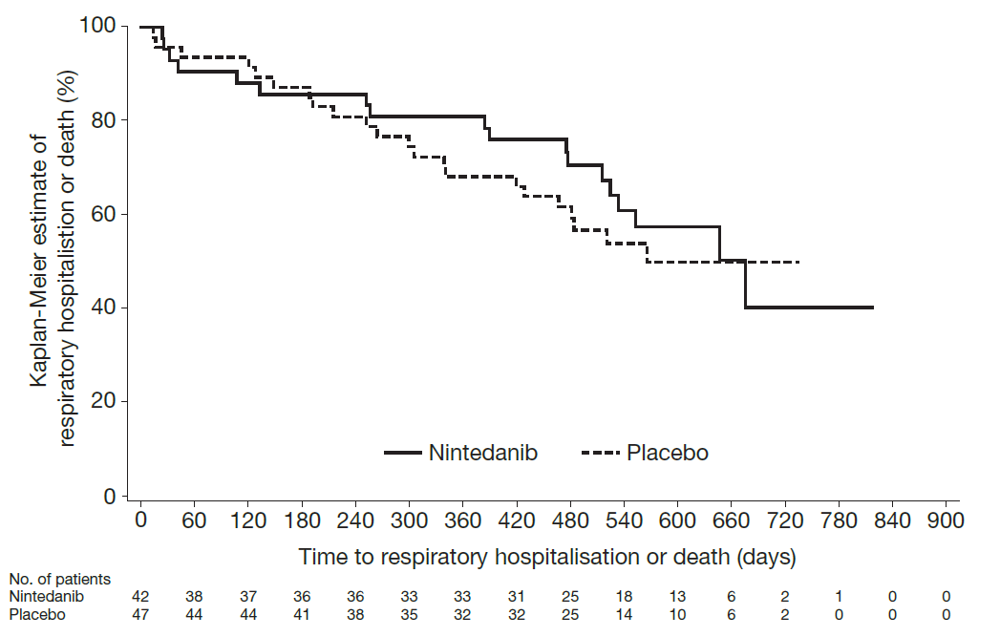 100
80
60
40
20
0
Kaplan-Meier estimate of
respiratory hospitalistion or death (%)
Nintedanib Placebo
0 60 120 180 240 300 360 420 480 540 600 660 720 780 840 900
Time to respiratory hospitalisation or death (days)
No. of patients
Nintedanib 42 38 37 36 36 33 33 31 25 18 13 6 2 1 0 0
Placebo 47 44 44 41 38 35 32 32 25 14 10 6 2 0 0 0